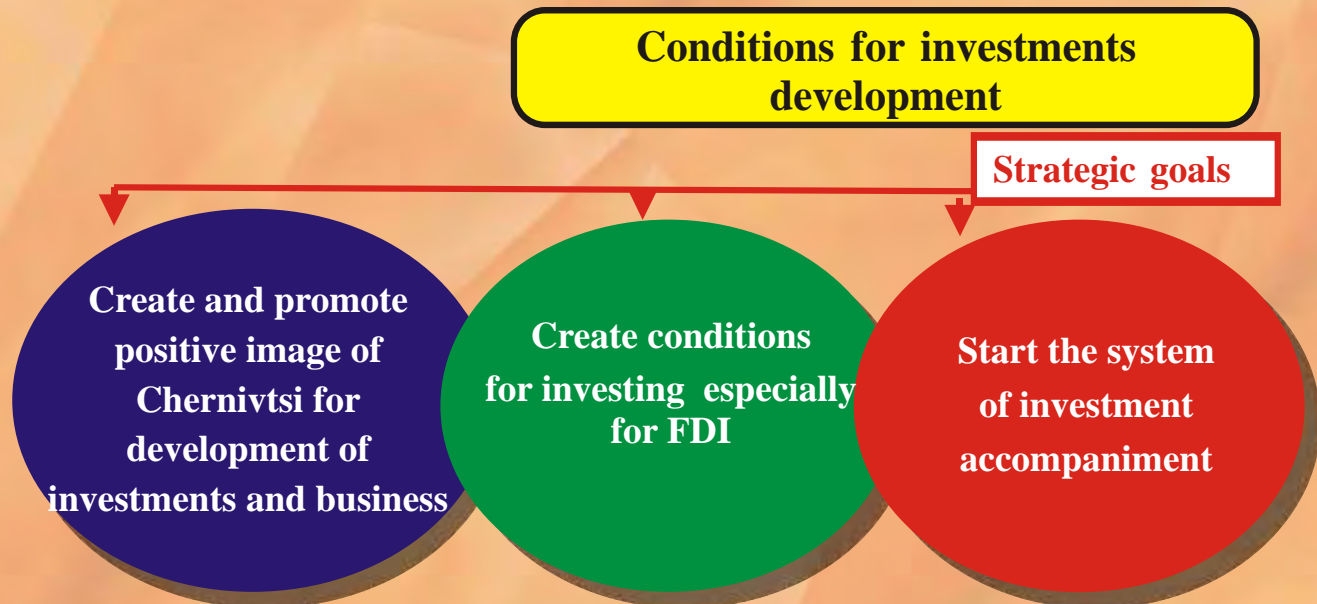 Conditions for investments
development
Strategic goals
Create and promote
positive image of
Chernivtsi for
development of
investments and business
Create conditions
for investing especially
for FDI
Start the system
of investment
accompaniment